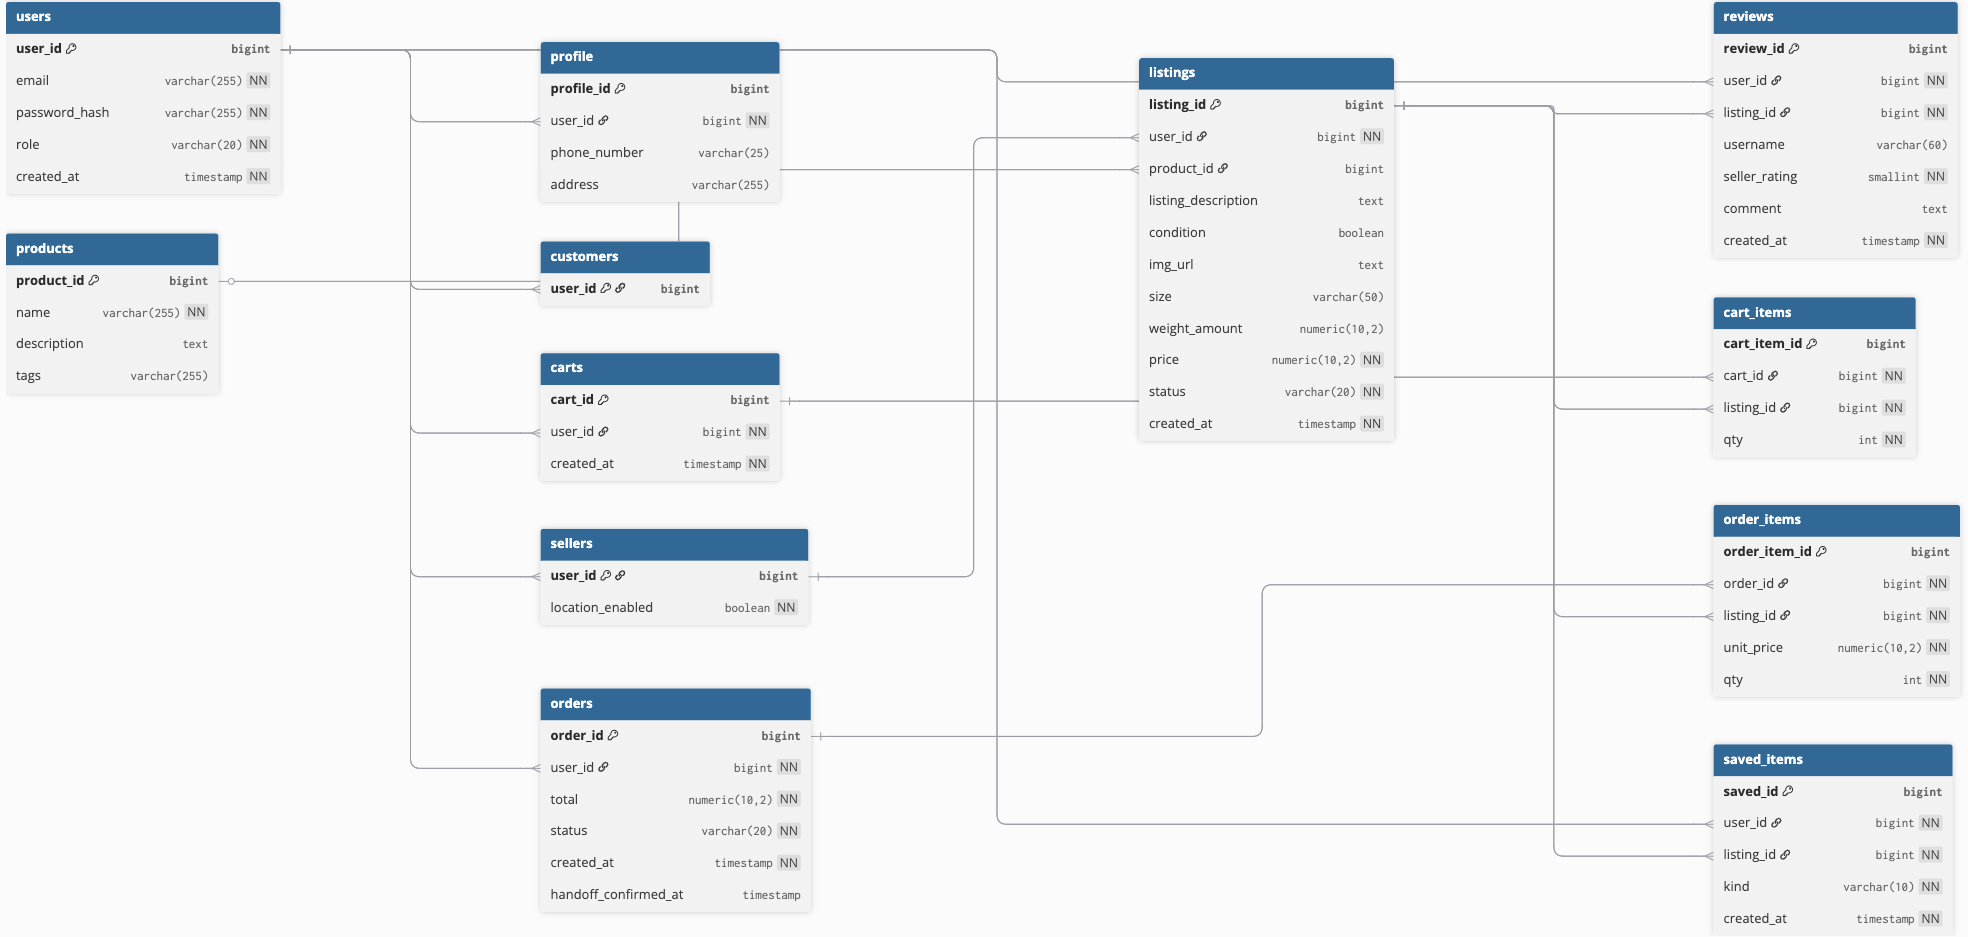 users
user_id bigint
email varchar(255) NN
password_hash varchar(255) NN
role varchar(20) NN
created_at timestamp NN
products
product_id bigint
name varchar(255) NN
description text
tags varchar(255)
profile
profile_id bigint
user_id bigint NN
phone_number varchar(25)
address varchar(255)
customers
user_id bigint
carts
cart_id bigint
user_id bigint NN
created_at timestamp NN
sellers
user_id bigint
location_enabled boolean NN
orders
order_id bigint
user_id bigint NN
total numeric(10,2) NN
status varchar(20) NN
created_at timestamp NN
handoff_confirmed_at timestamp
listings
listing_id bigint
user_id bigint NN
product_id bigint
listing_description text
condition boolean
img_url text
size varchar(50)
weight_amount numeric(10,2)
price numeric(10,2) NN
status varchar(20) NN
created_at timestamp NN
reviews
review_id bigint
user_id bigint NN
listing_id bigint NN
username varchar(60)
seller_rating smallint NN
comment text
created_at timestamp NN
cart_items
cart_item_id bigint
cart_id bigint NN
listing_id bigint NN
qty int NN
order_items
order_item_id bigint
order_id bigint NN
listing_id bigint NN
unit_price numeric(10,2) NN
qty int NN
saved_items
saved_id bigint
user_id bigint NN
listing_id bigint NN
kind varchar(10) NN
created_at timestamp NN